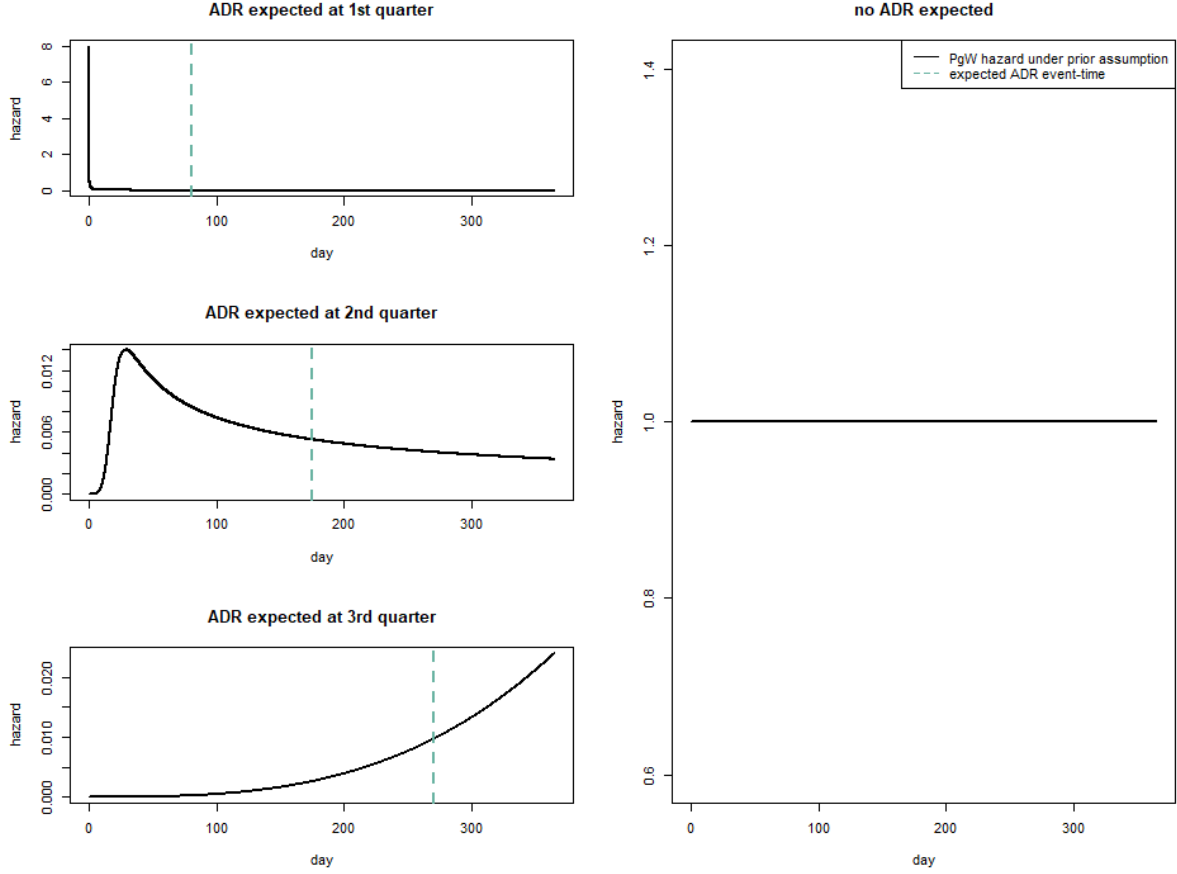 ADR expected at 1st quarter
hazard
0 2 4 6 8
0 100 200 300
day
ADR expected at 2nd quarter
hazard
0.000 0.006 0.012
0 100 200 300
day
ADR expected at 3rd quarter
hazard
0.000 0.010 0.020
0 100 200 300
day
no ADR expected
PgW hazard under prior assumption
expected ADR event-time
hazard
0.6 0.8 1.0 1.2 1.4
0 100 200 300
day